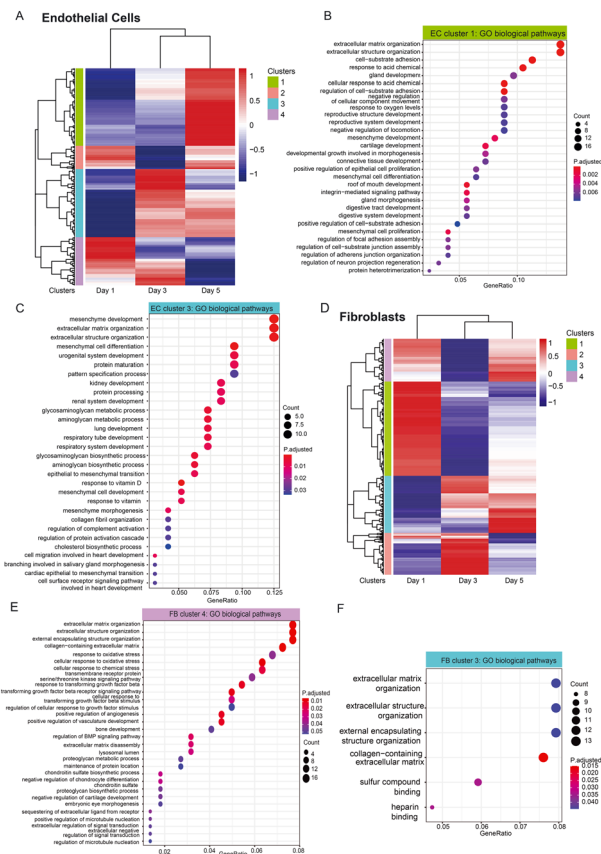 A
Endothelial Cells
1
0.5
0
−0.5
−1
Clusters
1
2
3
4
Clusters
Day 1
Day 3
Day 5
B
EC cluster 1: GO biological pathways
extracellular matrix organization
extracellular structure organization
cell-substrate adhesion
response to acid chemical
gland development
cellular response to acid chemical
regulation of cell-substrate adhesion
negative regulation
of cellular component movement
response to oxygen levels
reproductive structure development
reproductive system development
negative regulation of locomotion
mesenchyme development
cartilage development
developmental growth involved in morphogenesis
connective tissue development
positive regulation of epithelial cell proliferation
mesenchymal cell development
roof of mouth development
integrin-mediated signaling pathway
gland morphogenesis
digestive tract development
digestive system development
positive regulation of cell-substrate adhesion
mesenchymal cell proliferation
regulation of focal adhesion assembly
regulation of cell-substrate junction assembly
regulation of adherens junction organization
regulation of neuron projection regeneration
protein heterotrimerization
0.05
0.10
GeneRatio
Count
4
8
12
16
P.adjusted
0.002
0.004
0.006
C
EC cluster 3: GO biological pathways
mesenchyme development
extracellular matrix organization
extracellular structure organization
mesenchymal cell differentiation
urogenital system development
protein maturation
pattern specification process
kidney development
protein processing
renal system development
glycosaminoglycan metabolic process
aminoglycan metabolic process
lung development
respiratory tube development
respiratory system development
glycosaminoglycan biosynthetic process
aminoglycan biosynthetic process
epithelial to mesenchymal transition
response to vitamin D
mesenchymal cell development
response to vitamin
mesenchyme morphogenesis
collagen fibril organization
regulation of complement activation
regulation of protein activation cascade
cholesterol biosynthetic process
cell migration involved in heart development
branching involved in salivary gland morphogenesis
cardiac epithelial to mesenchymal transition
cell surface receptor signaling pathway
involved in heart development
0.025
0.050
0.075
0.100
0.125
GeneRatio
Count
5.0
7.5
10.0
P.adjusted
0.01
0.02
0.03
D
Fibroblasts
1
0.5
0
−0.5
−1
Clusters
1
2
3
4
Clusters
Day 1
Day 3
Day 5
E
FB cluster 4: GO biological pathways
extracellular matrix organization
extracellular structure organization
external encapsulating structure organization
collagen-containing extracellular matrix
response to oxidative stress
cellular response to oxidative stress
cellular response to chemical stress
transmembrane receptor protein
serine/threonine kinase signaling pathway
response to transforming growth factor beta
transforming growth factor beta receptor signaling pathway
cellular response to
transforming growth factor beta stimulus
regulation of cellular response to growth factor stimulus
positive regulation of angiogenesis
positive regulation of vasculature development
bone development
regulation of BMP signaling pathway
extracellular matrix disassembly
lysosomal lumen
proteoglycan metabolic process
maintenance of protein location
chondroitin sulfate biosynthetic process
negative regulation of chondrocyte differentiation
chondroitin sulfate
proteoglycan biosynthetic process
negative regulation of cartilage development
embryonic eye morphogenesis
sequestering of extracellular ligand from receptor
positive regulation of microtubule nucleation
extracellular regulation of signal transduction
extracellular negative
regulation of signal transduction
regulation of microtubule nucleation
0.02
0.04
0.06
0.08
GeneRatio
P.adjusted
0.01
0.02
0.03
0.04
0.05
Count
4
8
12
16
F
FB cluster 3: GO biological pathways
extracellular matrix
organization
extracellular structure
organization
external encapsulating
structure organization
collagen-containing
extracellular matrix
sulfur compound
binding
heparin
binding
0.05
0.06
0.07
0.08
GeneRatio
Count
8
9
10
11
12
13
P.adjusted
0.015
0.020
0.025
0.030
0.035
0.040